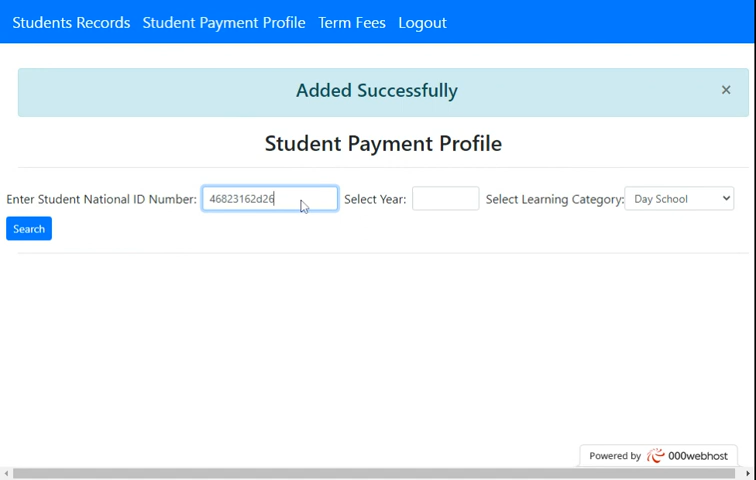 Students Records Student Payment Profile Term Fees Logout
Added Successfully ×
Student Payment Profile
Enter Student National ID Number: 46823162d26 Select Year: Select Learning Category: Day School
Search
Powered by 000webhost